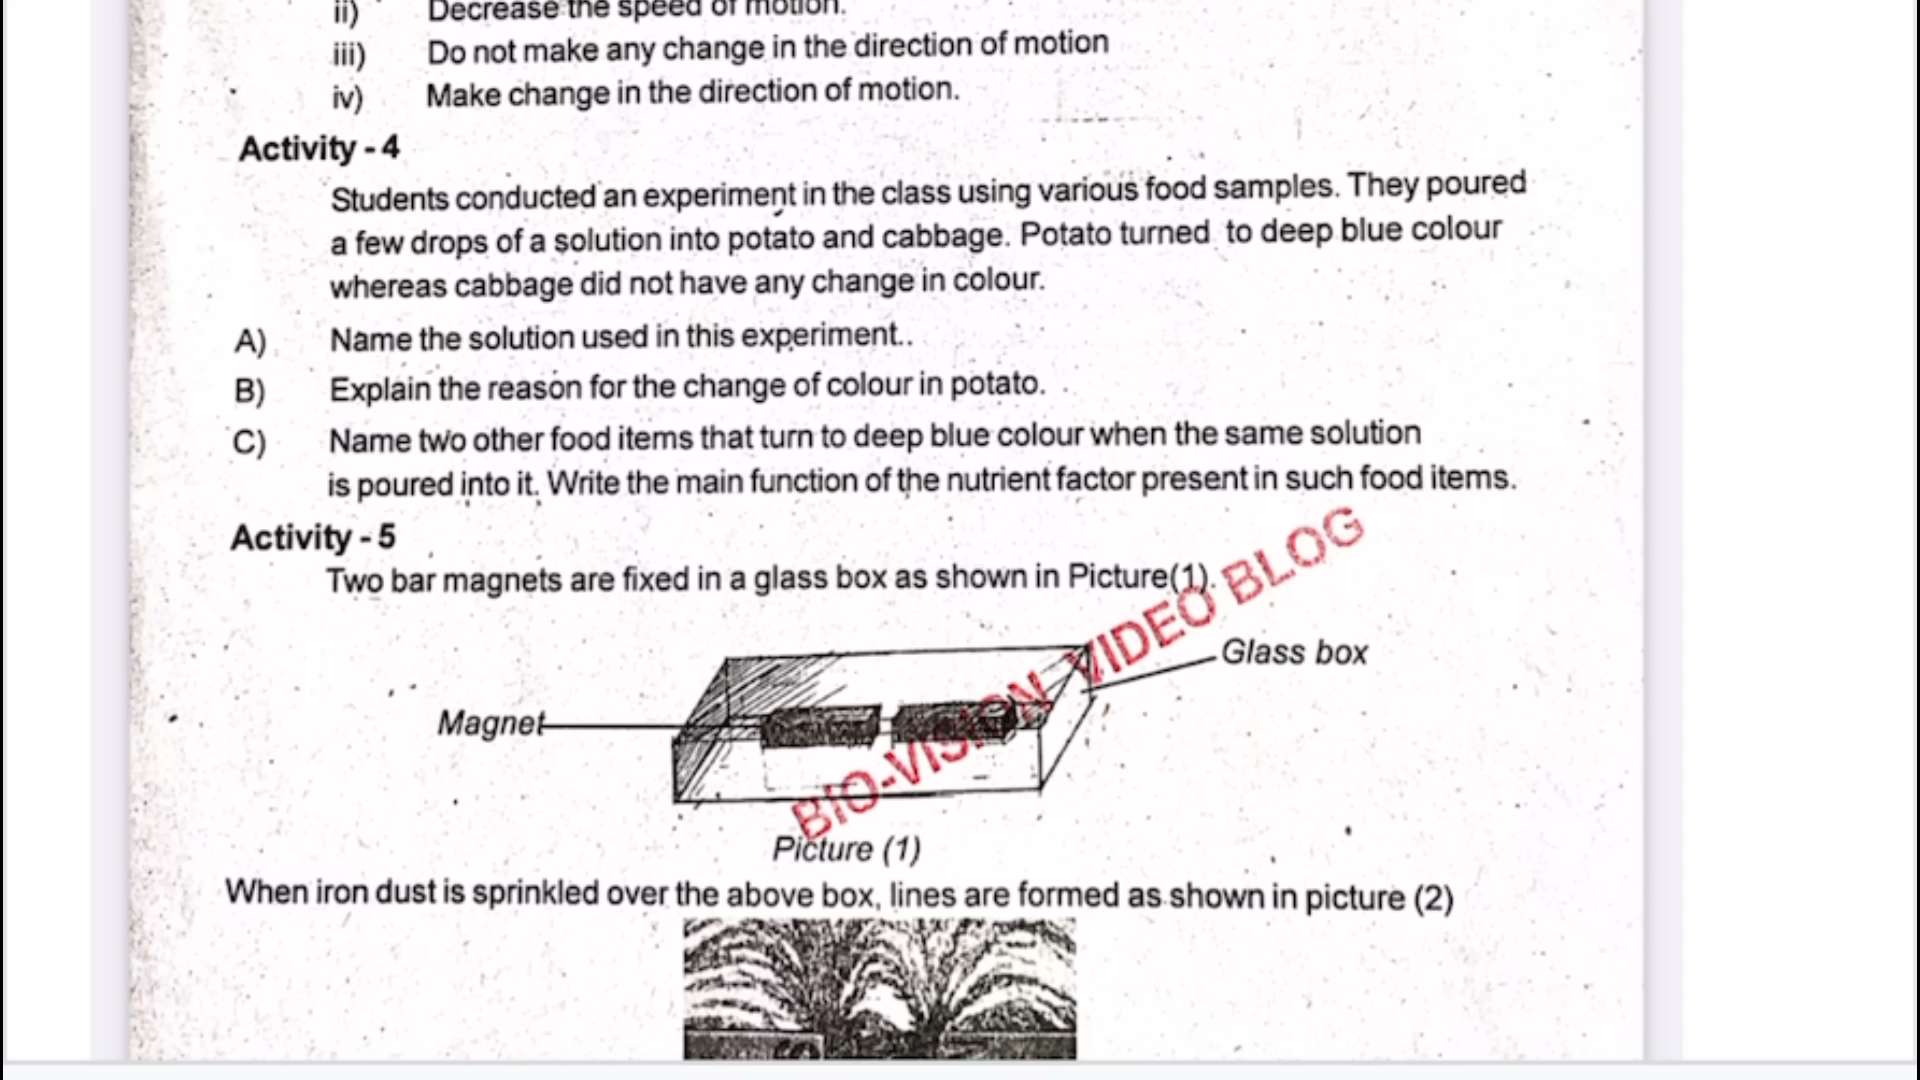 ii) Decrease the speed of motion.
iii) Do not make any change in the direction of motion
iv) Make change in the direction of motion.
Activity - 4
Students conducted an experiment in the class using various food samples. They poured
a few drops of a solution into potato and cabbage. Potato turned to deep blue colour
whereas cabbage did not have any change in colour.
A) Name the solution used in this experiment..
B) Explain the reason for the change of colour in potato.
C) Name two other food items that turn to deep blue colour when the same solution
is poured into it. Write the main function of the nutrient factor present in such food items.
Activity - 5
Two bar magnets are fixed in a glass box as shown in Picture(1).
Glass box
Magnet
BIO-VISION VIDEO BLOG
Picture (1)
When iron dust is sprinkled over the above box, lines are formed as shown in picture (2)